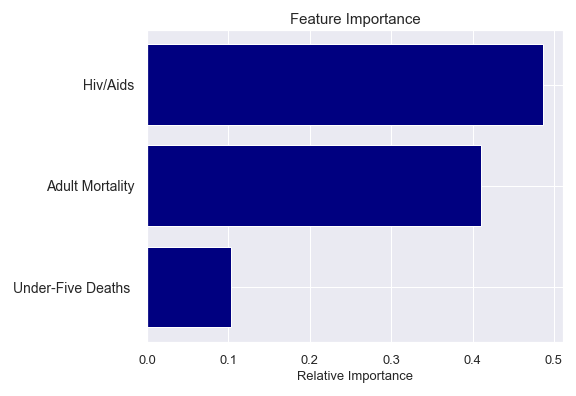 Feature Importance
Hiv/Aids
Adult Mortality
Under-Five Deaths
0.0 0.1 0.2 0.3 0.4 0.5
Relative Importance